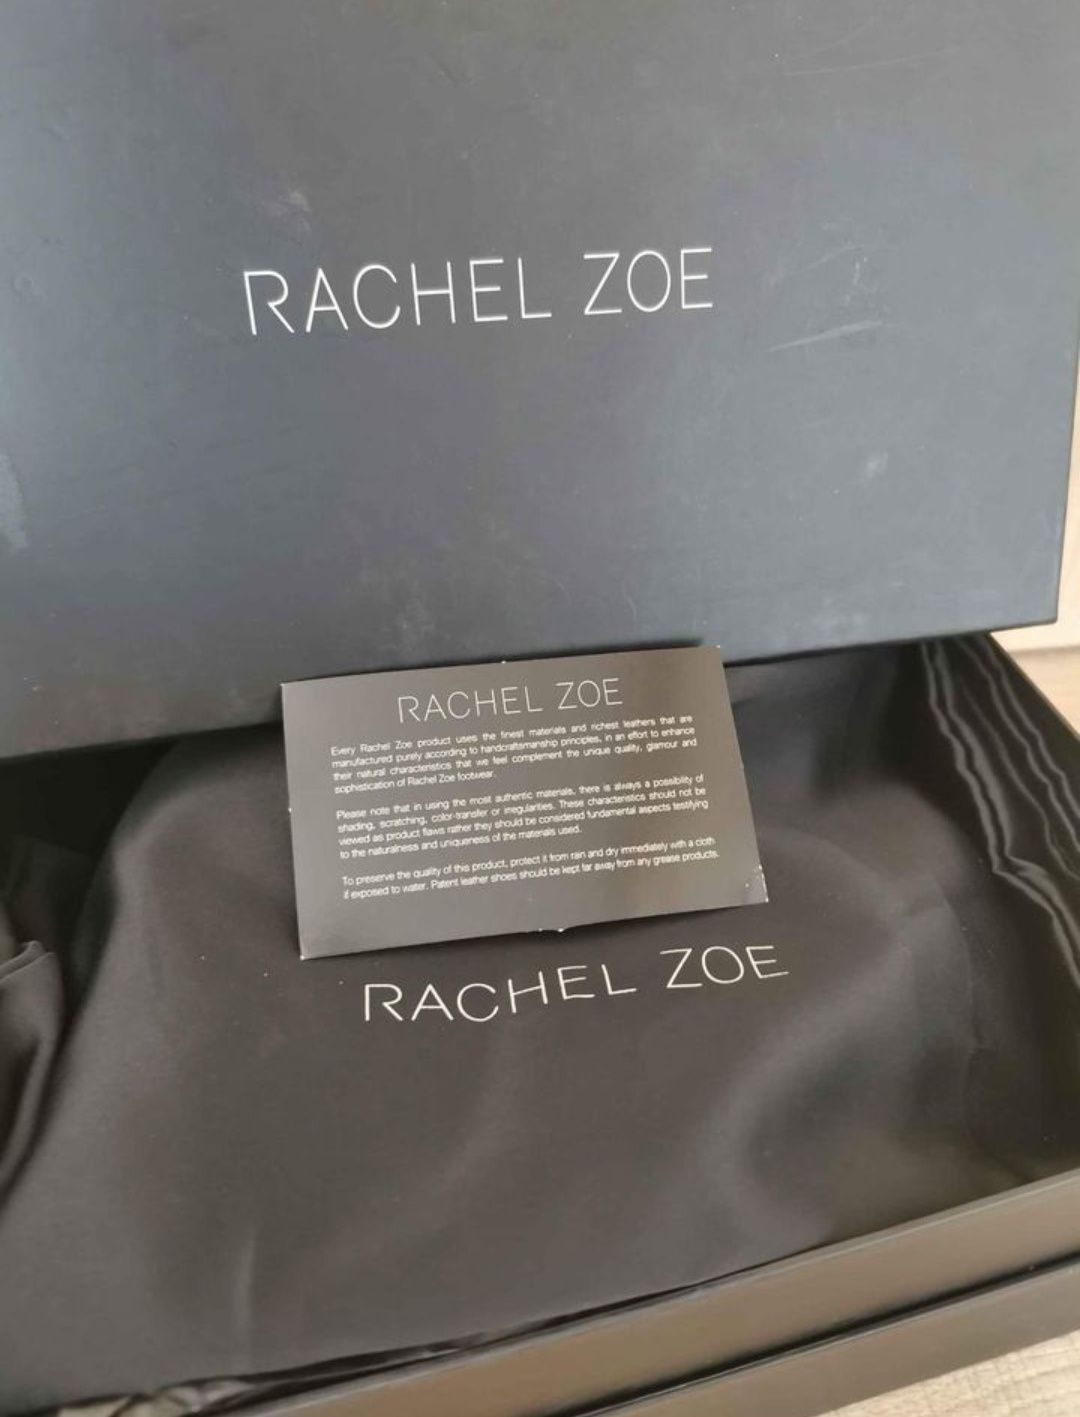 RACHEL ZOE
RACHEL ZOE
Every Rachel Zoe product uses the finest materials and richest leathers that are
manufactured purely according to handcraftsmanship principles, in an effort to enhance
their natural characteristics that we feel complement the unique quality, glamour and
sophistication of Rachel Zoe footwear.
Please note that in using the most authentic materials, there is always a possibility of
shading, scratching, color-transfer or irregularities. These characteristics should not be
viewed as product flaws rather they should be considered fundamental aspects testifying
to the naturalness and uniqueness of the materials used.
To preserve the quality of this product, protect it from rain and dry immediately with a cloth
if exposed to water. Patent leather shoes should be kept far away from any grease products.
RACHEL ZOE